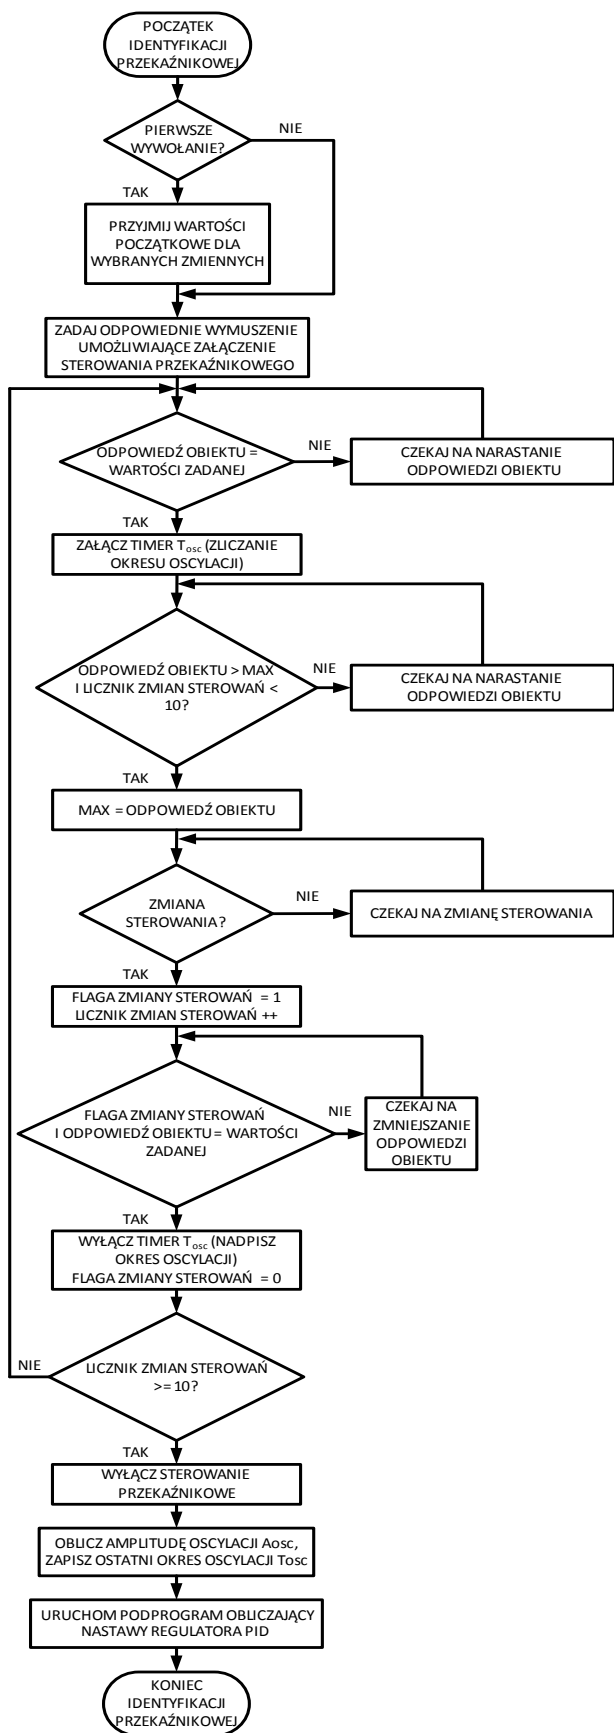 POCZĄTEK
IDENTYFIKACJI
PRZEKAŹNIKOWEJ
PIERWSZE
WYWOŁANIE?
NIE
TAK
PRZYJMIJ WARTOŚCI
POCZĄTKOWE DLA
WYBRANYCH ZMIENNYCH
ZADAJ ODPOWIEDNIE WYMUSZENIE
UMOŻLIWIAJĄCE ZAŁĄCZENIE
STEROWANIA PRZEKAŹNIKOWEGO
ODPOWIEDŹ OBIEKTU =
WARTOŚCI ZADANEJ
NIE
CZEKAJ NA NARASTANIE
ODPOWIEDZI OBIEKTU
TAK
ZAŁĄCZ TIMER Tosc (ZLICZANIE
OKRESU OSCYLACJI)
ODPOWIEDŹ OBIEKTU > MAX
I LICZNIK ZMIAN STEROWAŃ <
10?
NIE
CZEKAJ NA NARASTANIE
ODPOWIEDZI OBIEKTU
TAK
MAX = ODPOWIEDŹ OBIEKTU
ZMIANA
STEROWANIA?
NIE
CZEKAJ NA ZMIANĘ STEROWANIA
TAK
FLAGA ZMIANY STEROWAŃ = 1
LICZNIK ZMIAN STEROWAŃ ++
FLAGA ZMIANY STEROWAŃ
I ODPOWIEDŹ OBIEKTU = WARTOŚCI
ZADANEJ
NIE
CZEKAJ NA
ZMNIEJSZANIE
ODPOWIEDZI
OBIEKTU
TAK
WYŁĄCZ TIMER Tosc (NADPISZ
OKRES OSCYLACJI)
FLAGA ZMIANY STEROWAŃ = 0
NIE
LICZNIK ZMIAN STEROWAŃ
>= 10?
TAK
WYŁĄCZ STEROWANIE
PRZEKAŹNIKOWE
OBLICZ AMPLITUDĘ OSCYLACJI Aosc,
ZAPISZ OSTATNI OKRES OSCYLACJI Tosc
URUCHOM PODPROGRAM OBLICZAJĄCY
NASTAWY REGULATORA PID
KONIEC
IDENTYFIKACJI
PRZEKAŹNIKOWEJ